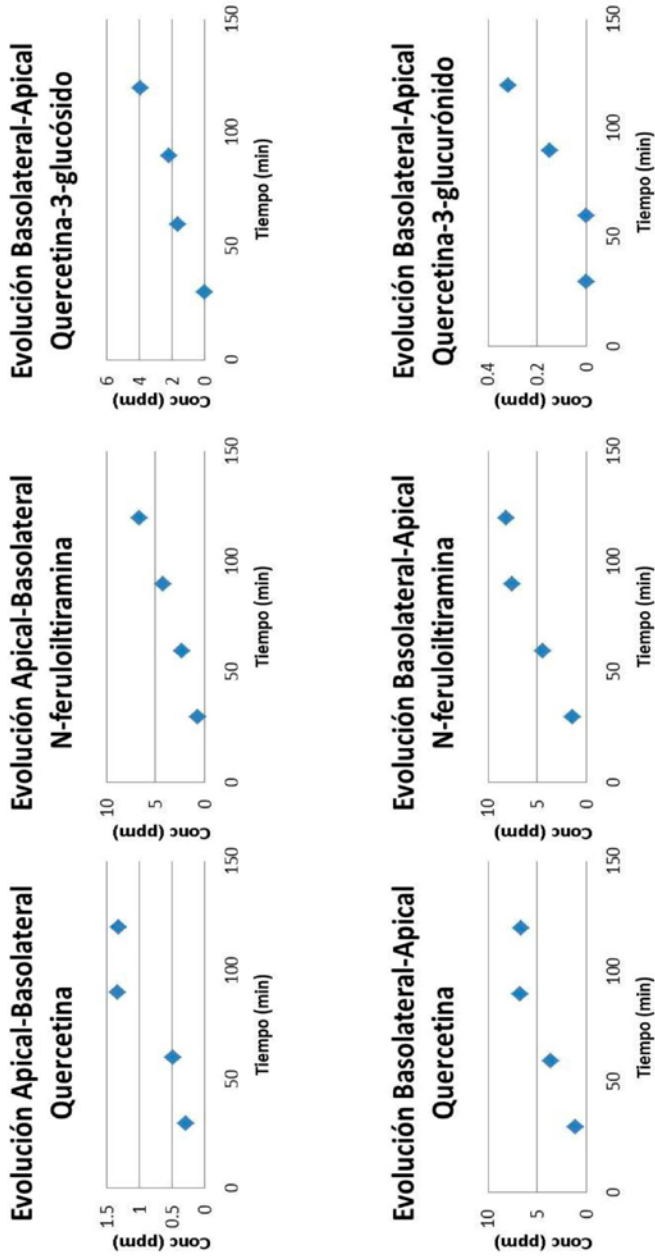 Evolución Apical-Basolateral
Quercetina
1.5
1
0.5
0
Conc (ppm)
0
50
100
150
Tiempo (min)
Evolución Apical-Basolateral
N-feruloiltiramina
10
5
0
Conc (ppm)
0
50
100
150
Tiempo (min)
Evolución Basolateral-Apical
Quercetina-3-glucósido
6
4
2
0
Conc (ppm)
0
50
100
150
Tiempo (min)
Evolución Basolateral-Apical
Quercetina
10
5
0
Conc (ppm)
0
50
100
150
Tiempo (min)
Evolución Basolateral-Apical
N-feruloiltiramina
10
5
0
Conc (ppm)
0
50
100
150
Tiempo (min)
Evolución Basolateral-Apical
Quercetina-3-glucurónido
0.4
0.2
0
Conc (ppm)
0
50
100
150
Tiempo (min)